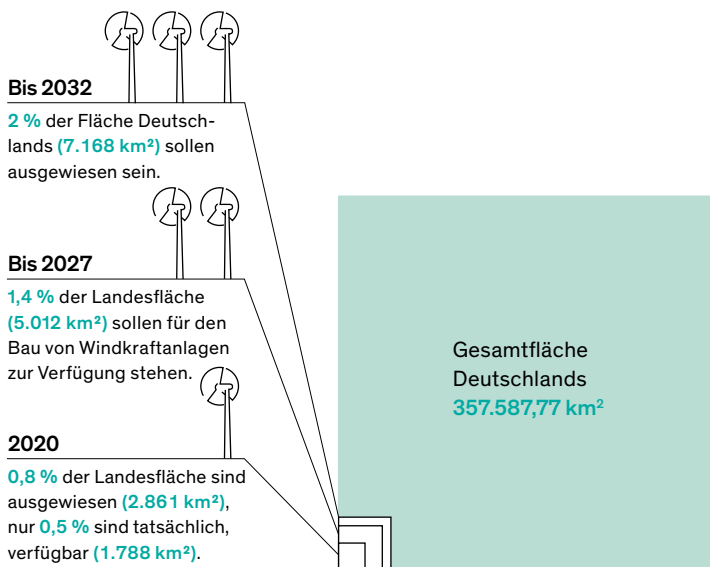 Bis 2032
2 % der Fläche Deutsch-
lands (7.168 km²) sollen
ausgewiesen sein.
Bis 2027
1,4 % der Landesfläche
(5.012 km²) sollen für den
Bau von Windkraftanlagen
zur Verfügung stehen.
2020
0,8 % der Landesfläche sind
ausgewiesen (2.861 km²),
nur 0,5 % sind tatsächlich,
verfügbar (1.788 km²).
Gesamtfläche
Deutschlands
357.587,77 km²